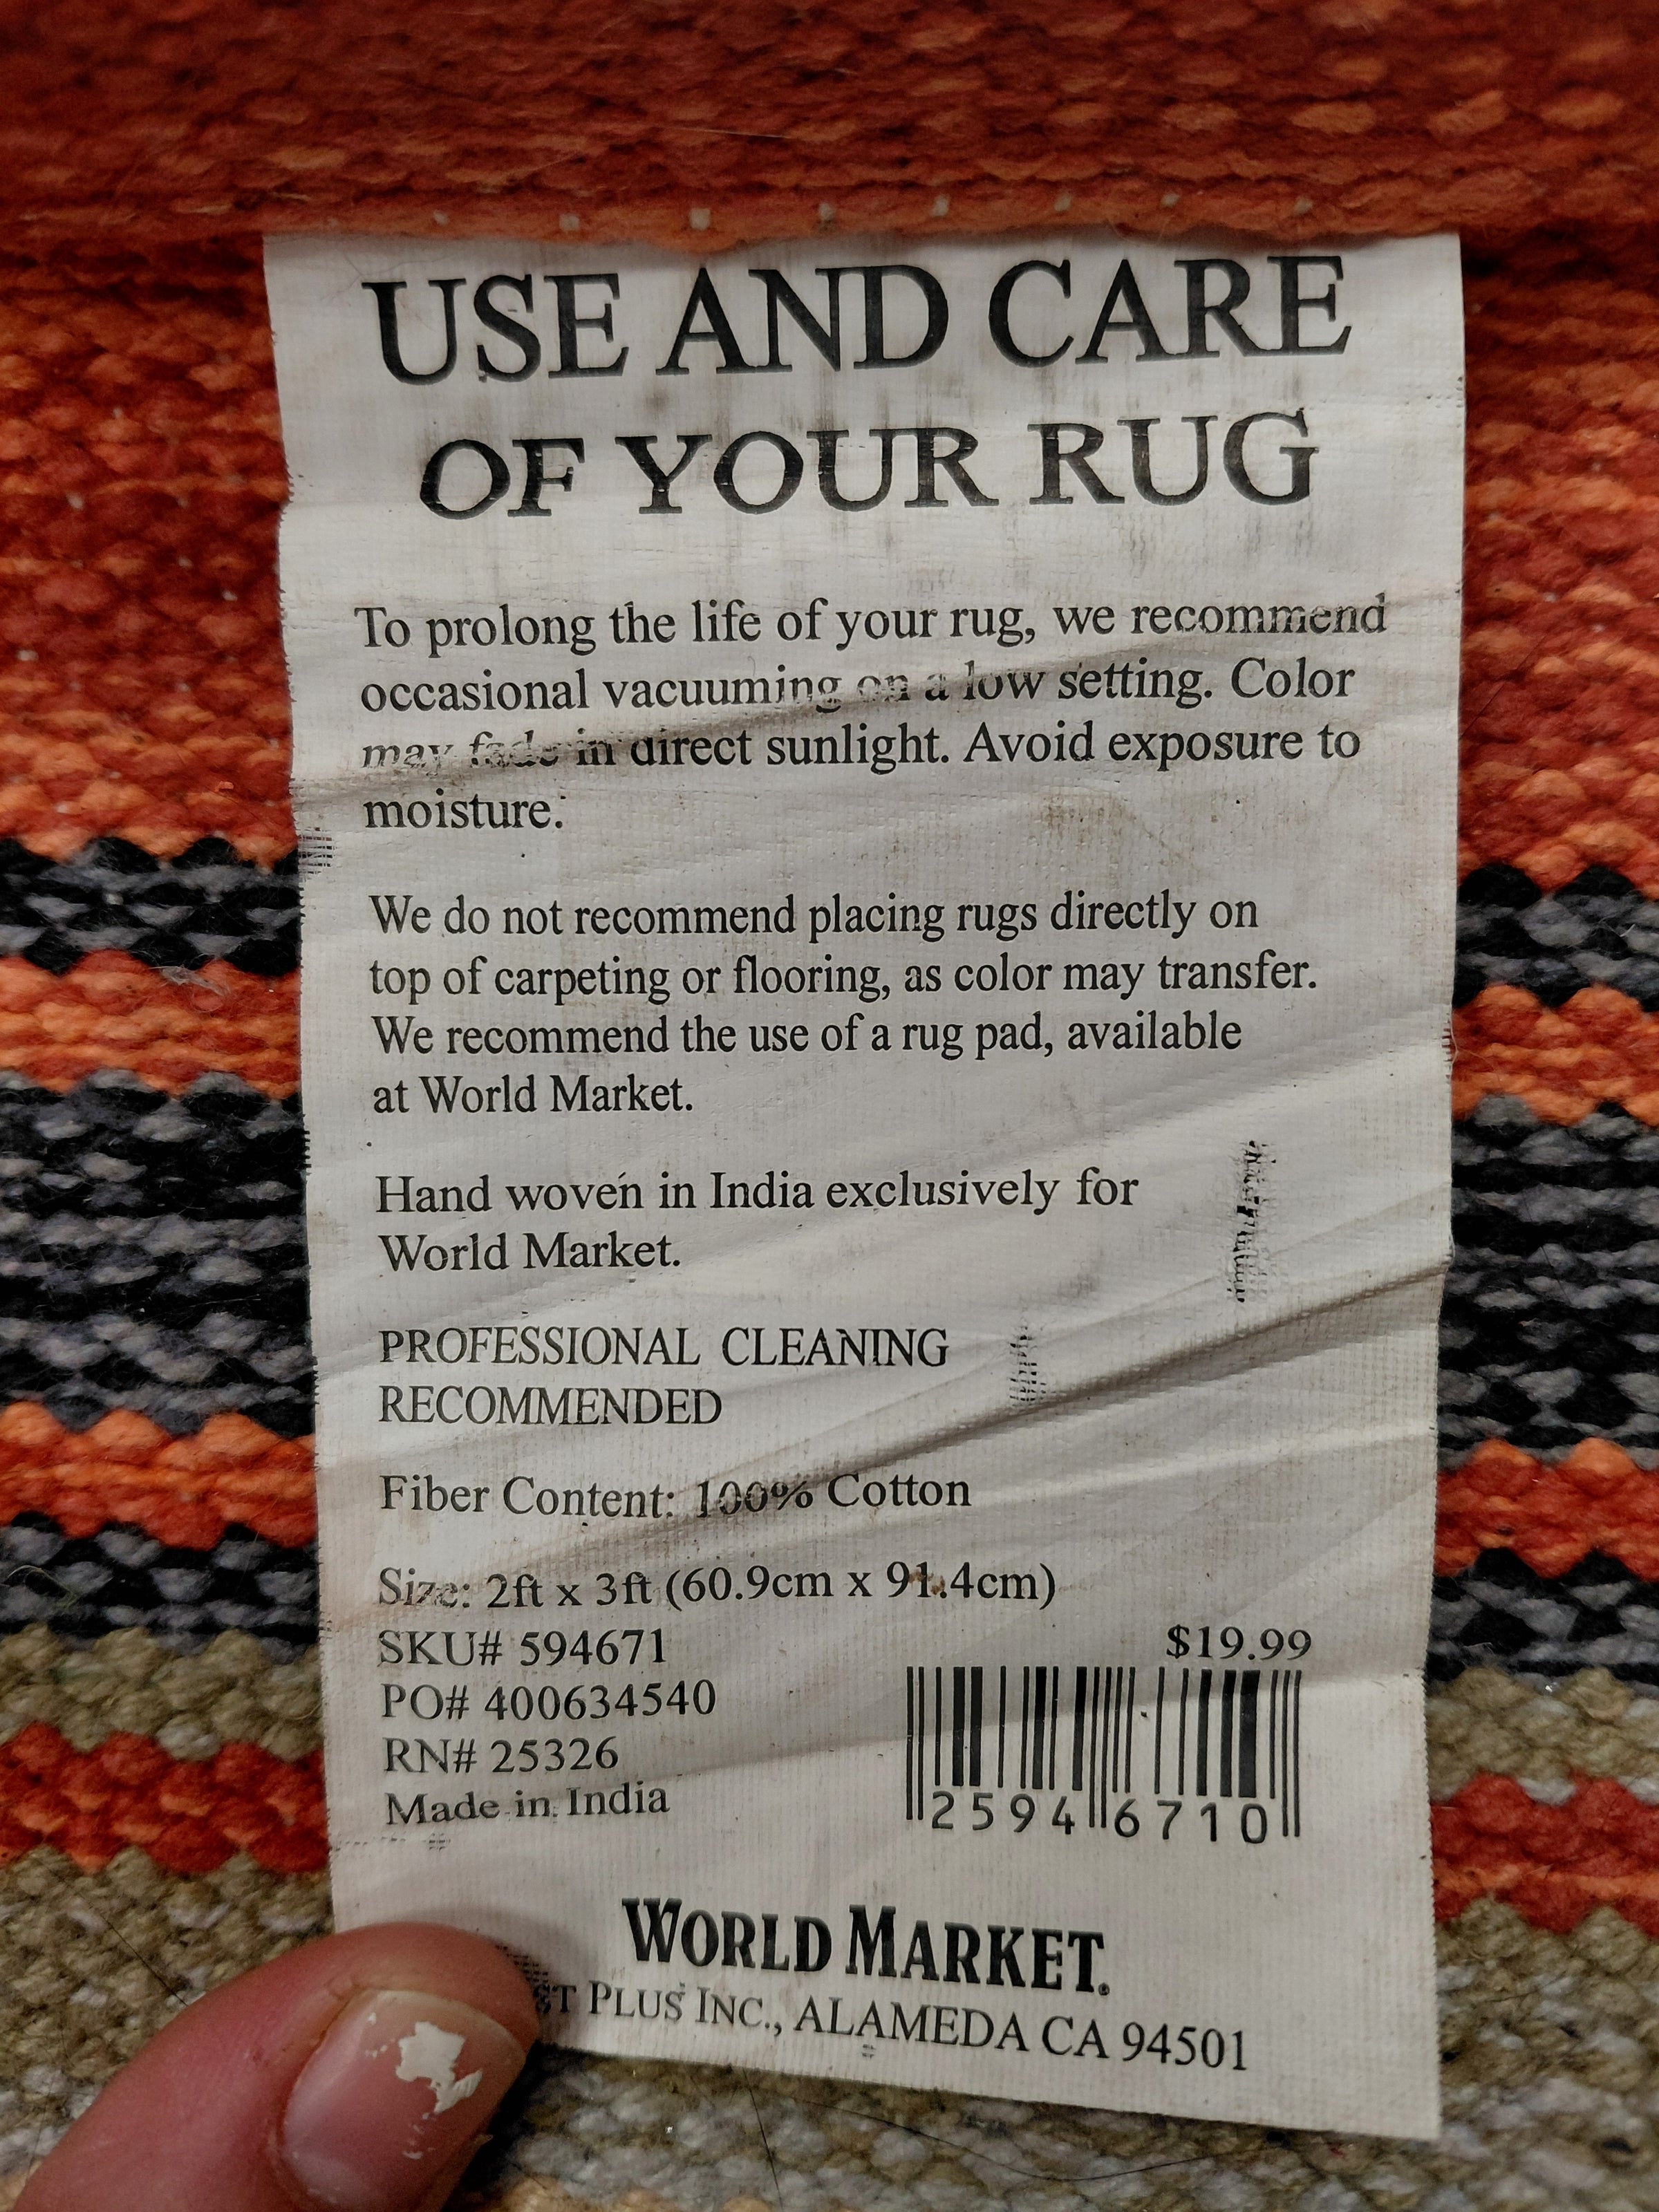 USE AND CARE
OF YOUR RUG
To prolong the life of your rug, we recommend
occasional vacuuming on a low setting. Color
may fade in direct sunlight. Avoid exposure to
moisture.
We do not recommend placing rugs directly on
top of carpeting or flooring, as color may transfer.
We recommend the use of a rug pad, available
at World Market.
Hand woven in India exclusively for
World Market.
PROFESSIONAL CLEANING
RECOMMENDED
Fiber Content: 100% Cotton
Size: 2ft x 3ft (60.9cm x 91.4cm)
SKU# 594671
$19.99
PO# 400634540
RN# 25326
Made in India
2594 6710
WORLD MARKET.
PLUS INC., ALAMEDA CA 94501